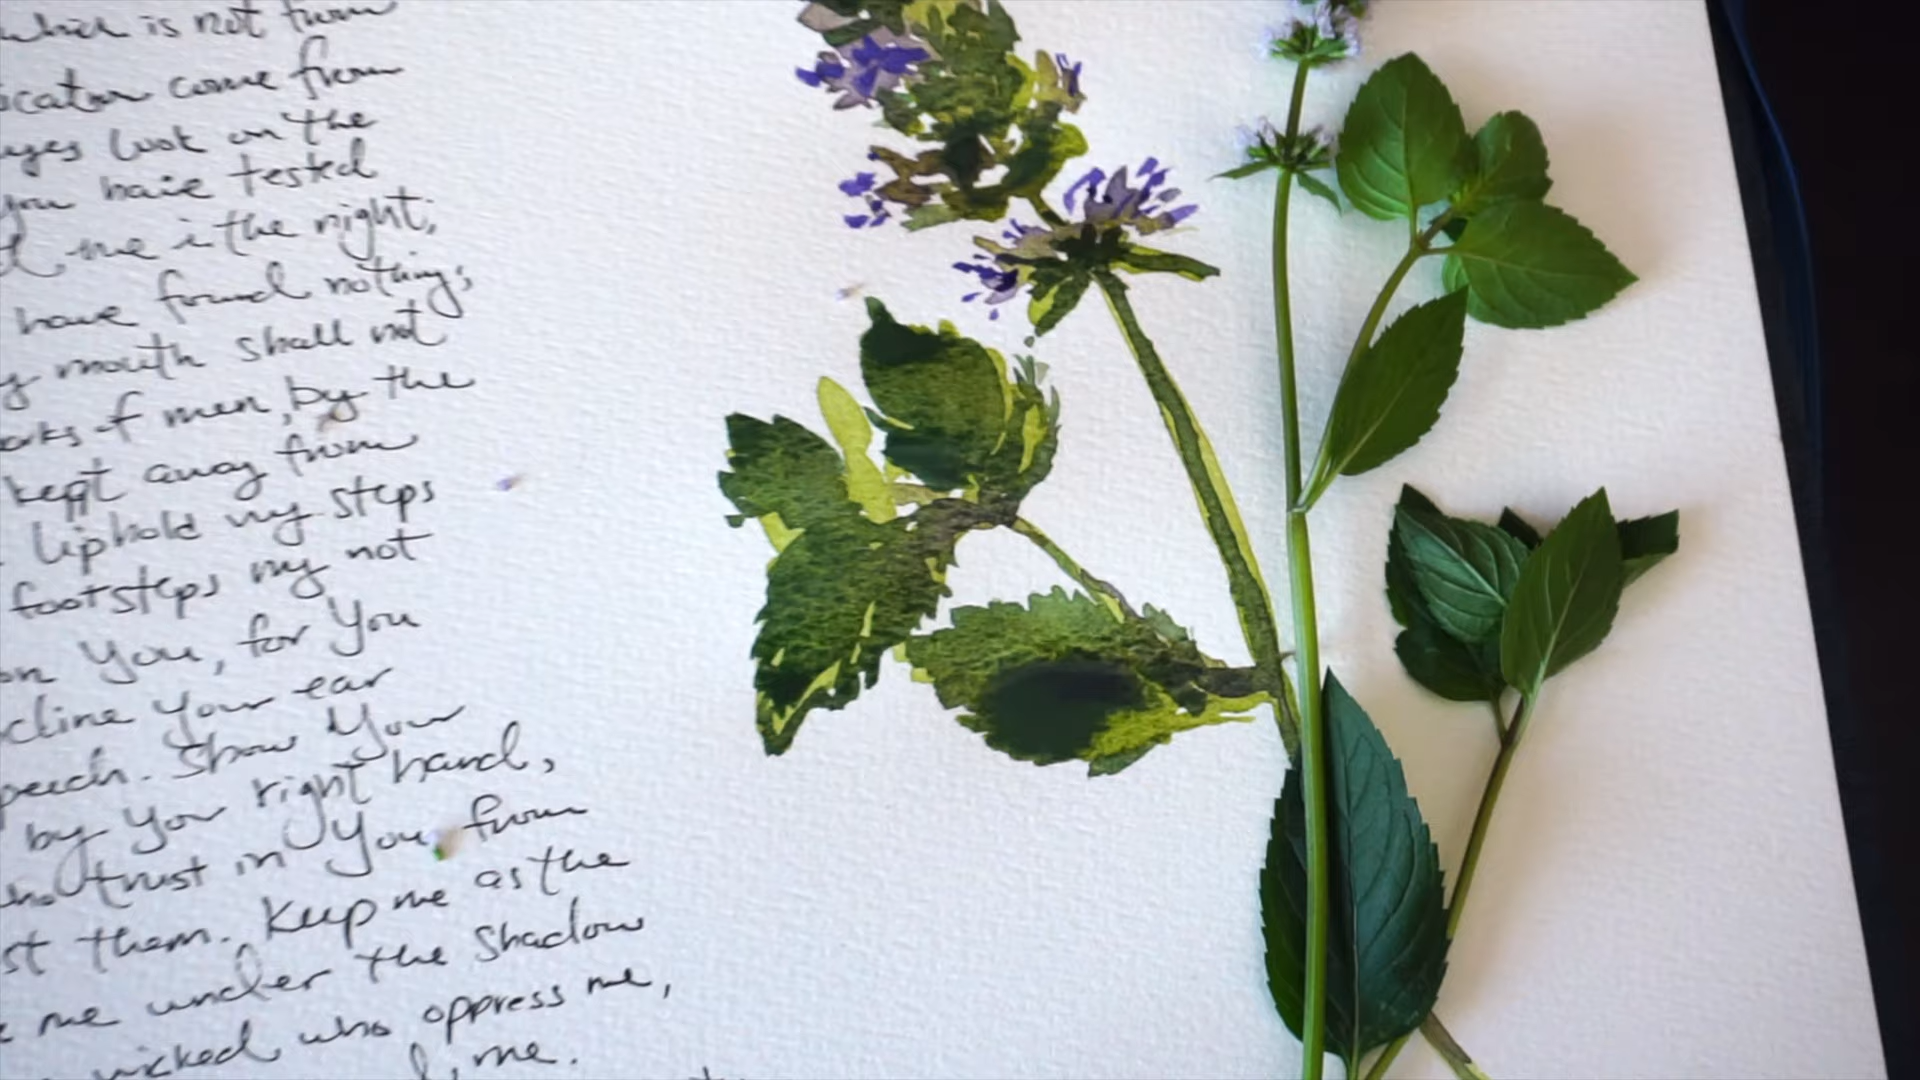 which is not from
ication come from
eyes look on the
you have tested
me i the night;
have found nothing;
mouth shall not
orks of men, by the
kept away from
Uphold my steps
footsteps my not
on You, for You
cline your ear
peech. Show Your
by Your right hand,
who trust in You from
st them. Keep me as the
me under the shadow
wicked who oppress me,
me.